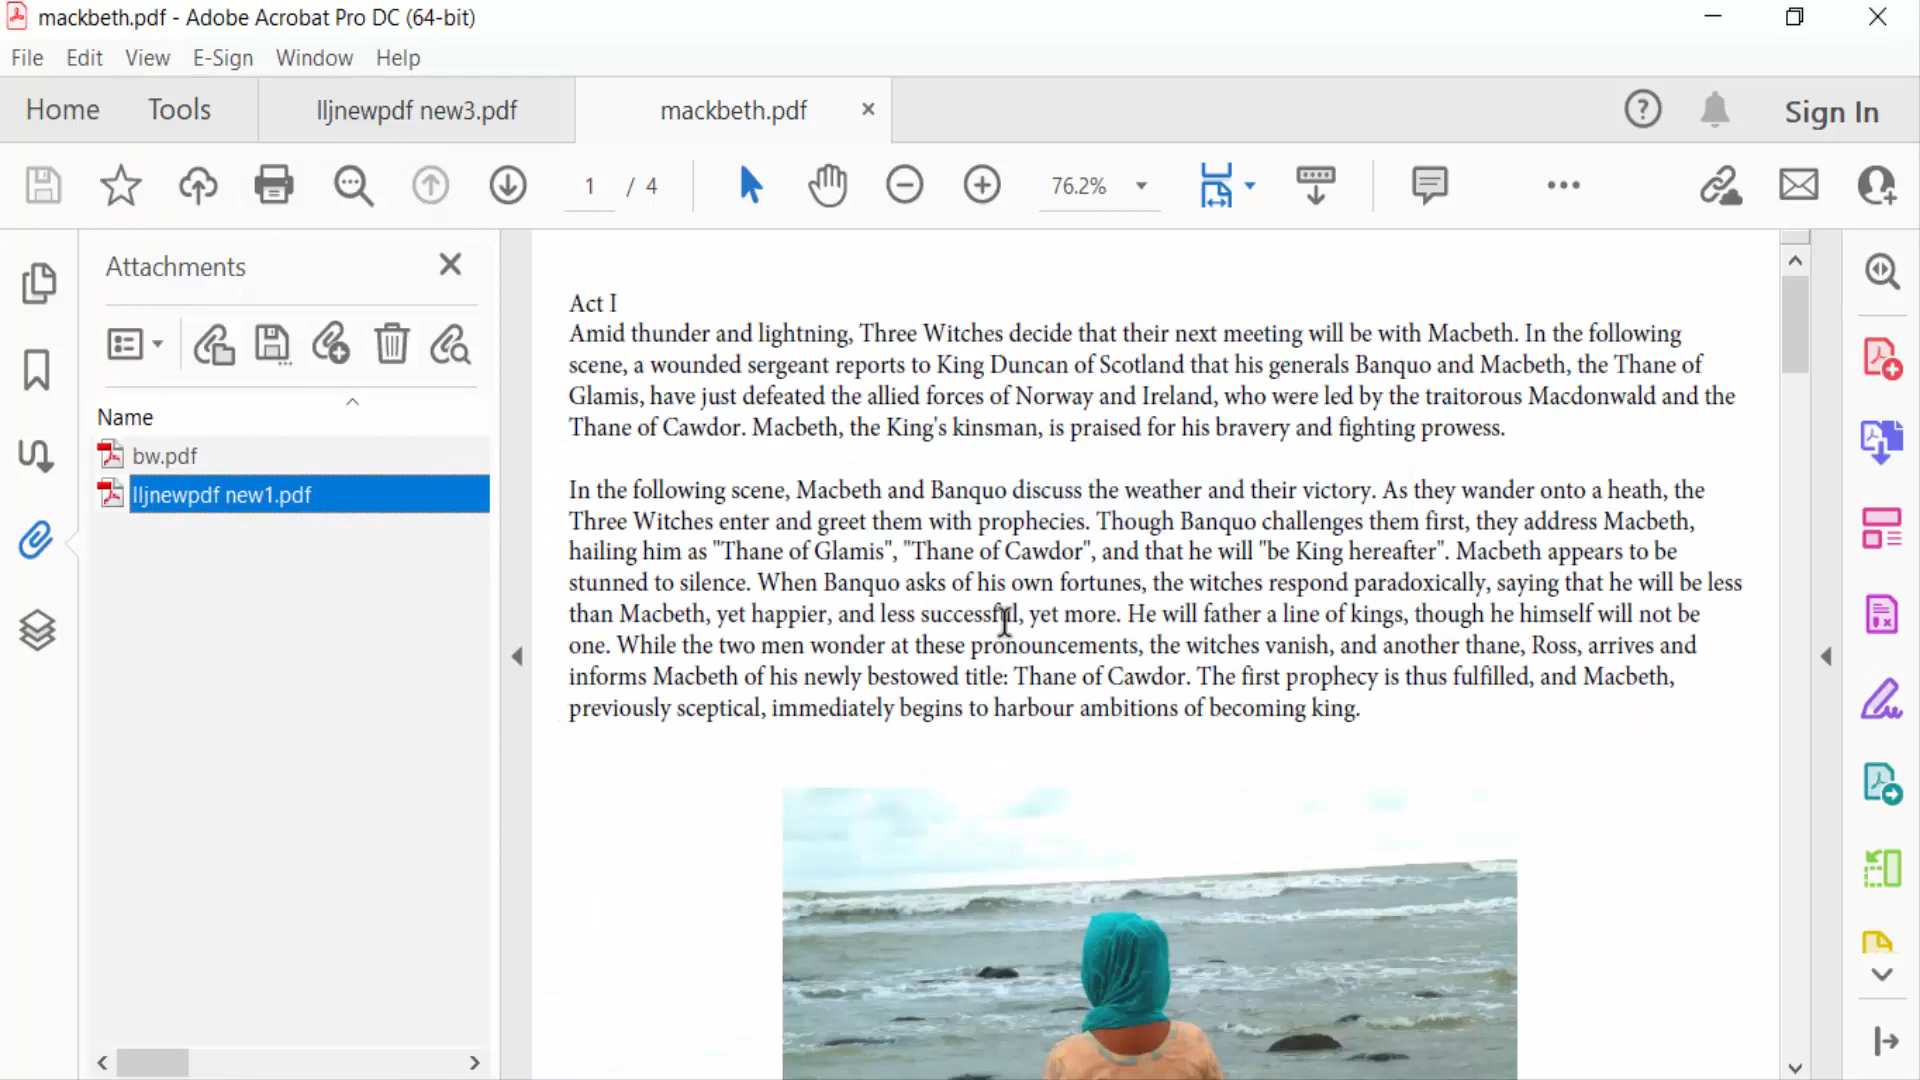 mackbeth.pdf - Adobe Acrobat Pro DC (64-bit)
File Edit View E-Sign Window Help
Home Tools lljnewpdf new3.pdf mackbeth.pdf × Sign In
1 / 4 76.2%
Attachments
Name
bw.pdf
lljnewpdf new1.pdf
Act I
Amid thunder and lightning, Three Witches decide that their next meeting will be with Macbeth. In the following
scene, a wounded sergeant reports to King Duncan of Scotland that his generals Banquo and Macbeth, the Thane of
Glamis, have just defeated the allied forces of Norway and Ireland, who were led by the traitorous Macdonwald and the
Thane of Cawdor. Macbeth, the King's kinsman, is praised for his bravery and fighting prowess.
In the following scene, Macbeth and Banquo discuss the weather and their victory. As they wander onto a heath, the
Three Witches enter and greet them with prophecies. Though Banquo challenges them first, they address Macbeth,
hailing him as "Thane of Glamis", "Thane of Cawdor", and that he will "be King hereafter". Macbeth appears to be
stunned to silence. When Banquo asks of his own fortunes, the witches respond paradoxically, saying that he will be less
than Macbeth, yet happier, and less successful, yet more. He will father a line of kings, though he himself will not be
one. While the two men wonder at these pronouncements, the witches vanish, and another thane, Ross, arrives and
informs Macbeth of his newly bestowed title: Thane of Cawdor. The first prophecy is thus fulfilled, and Macbeth,
previously sceptical, immediately begins to harbour ambitions of becoming king.